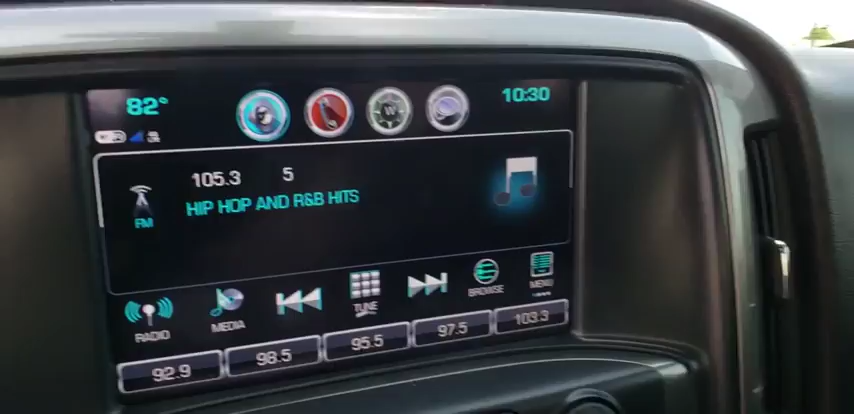 82° 10:30
W
105.3 5
HIP HOP AND R&B HITS
FM
RADIO MEDIA TUNE BROWSE MENU
92.9 98.5 95.5 97.5 103.3